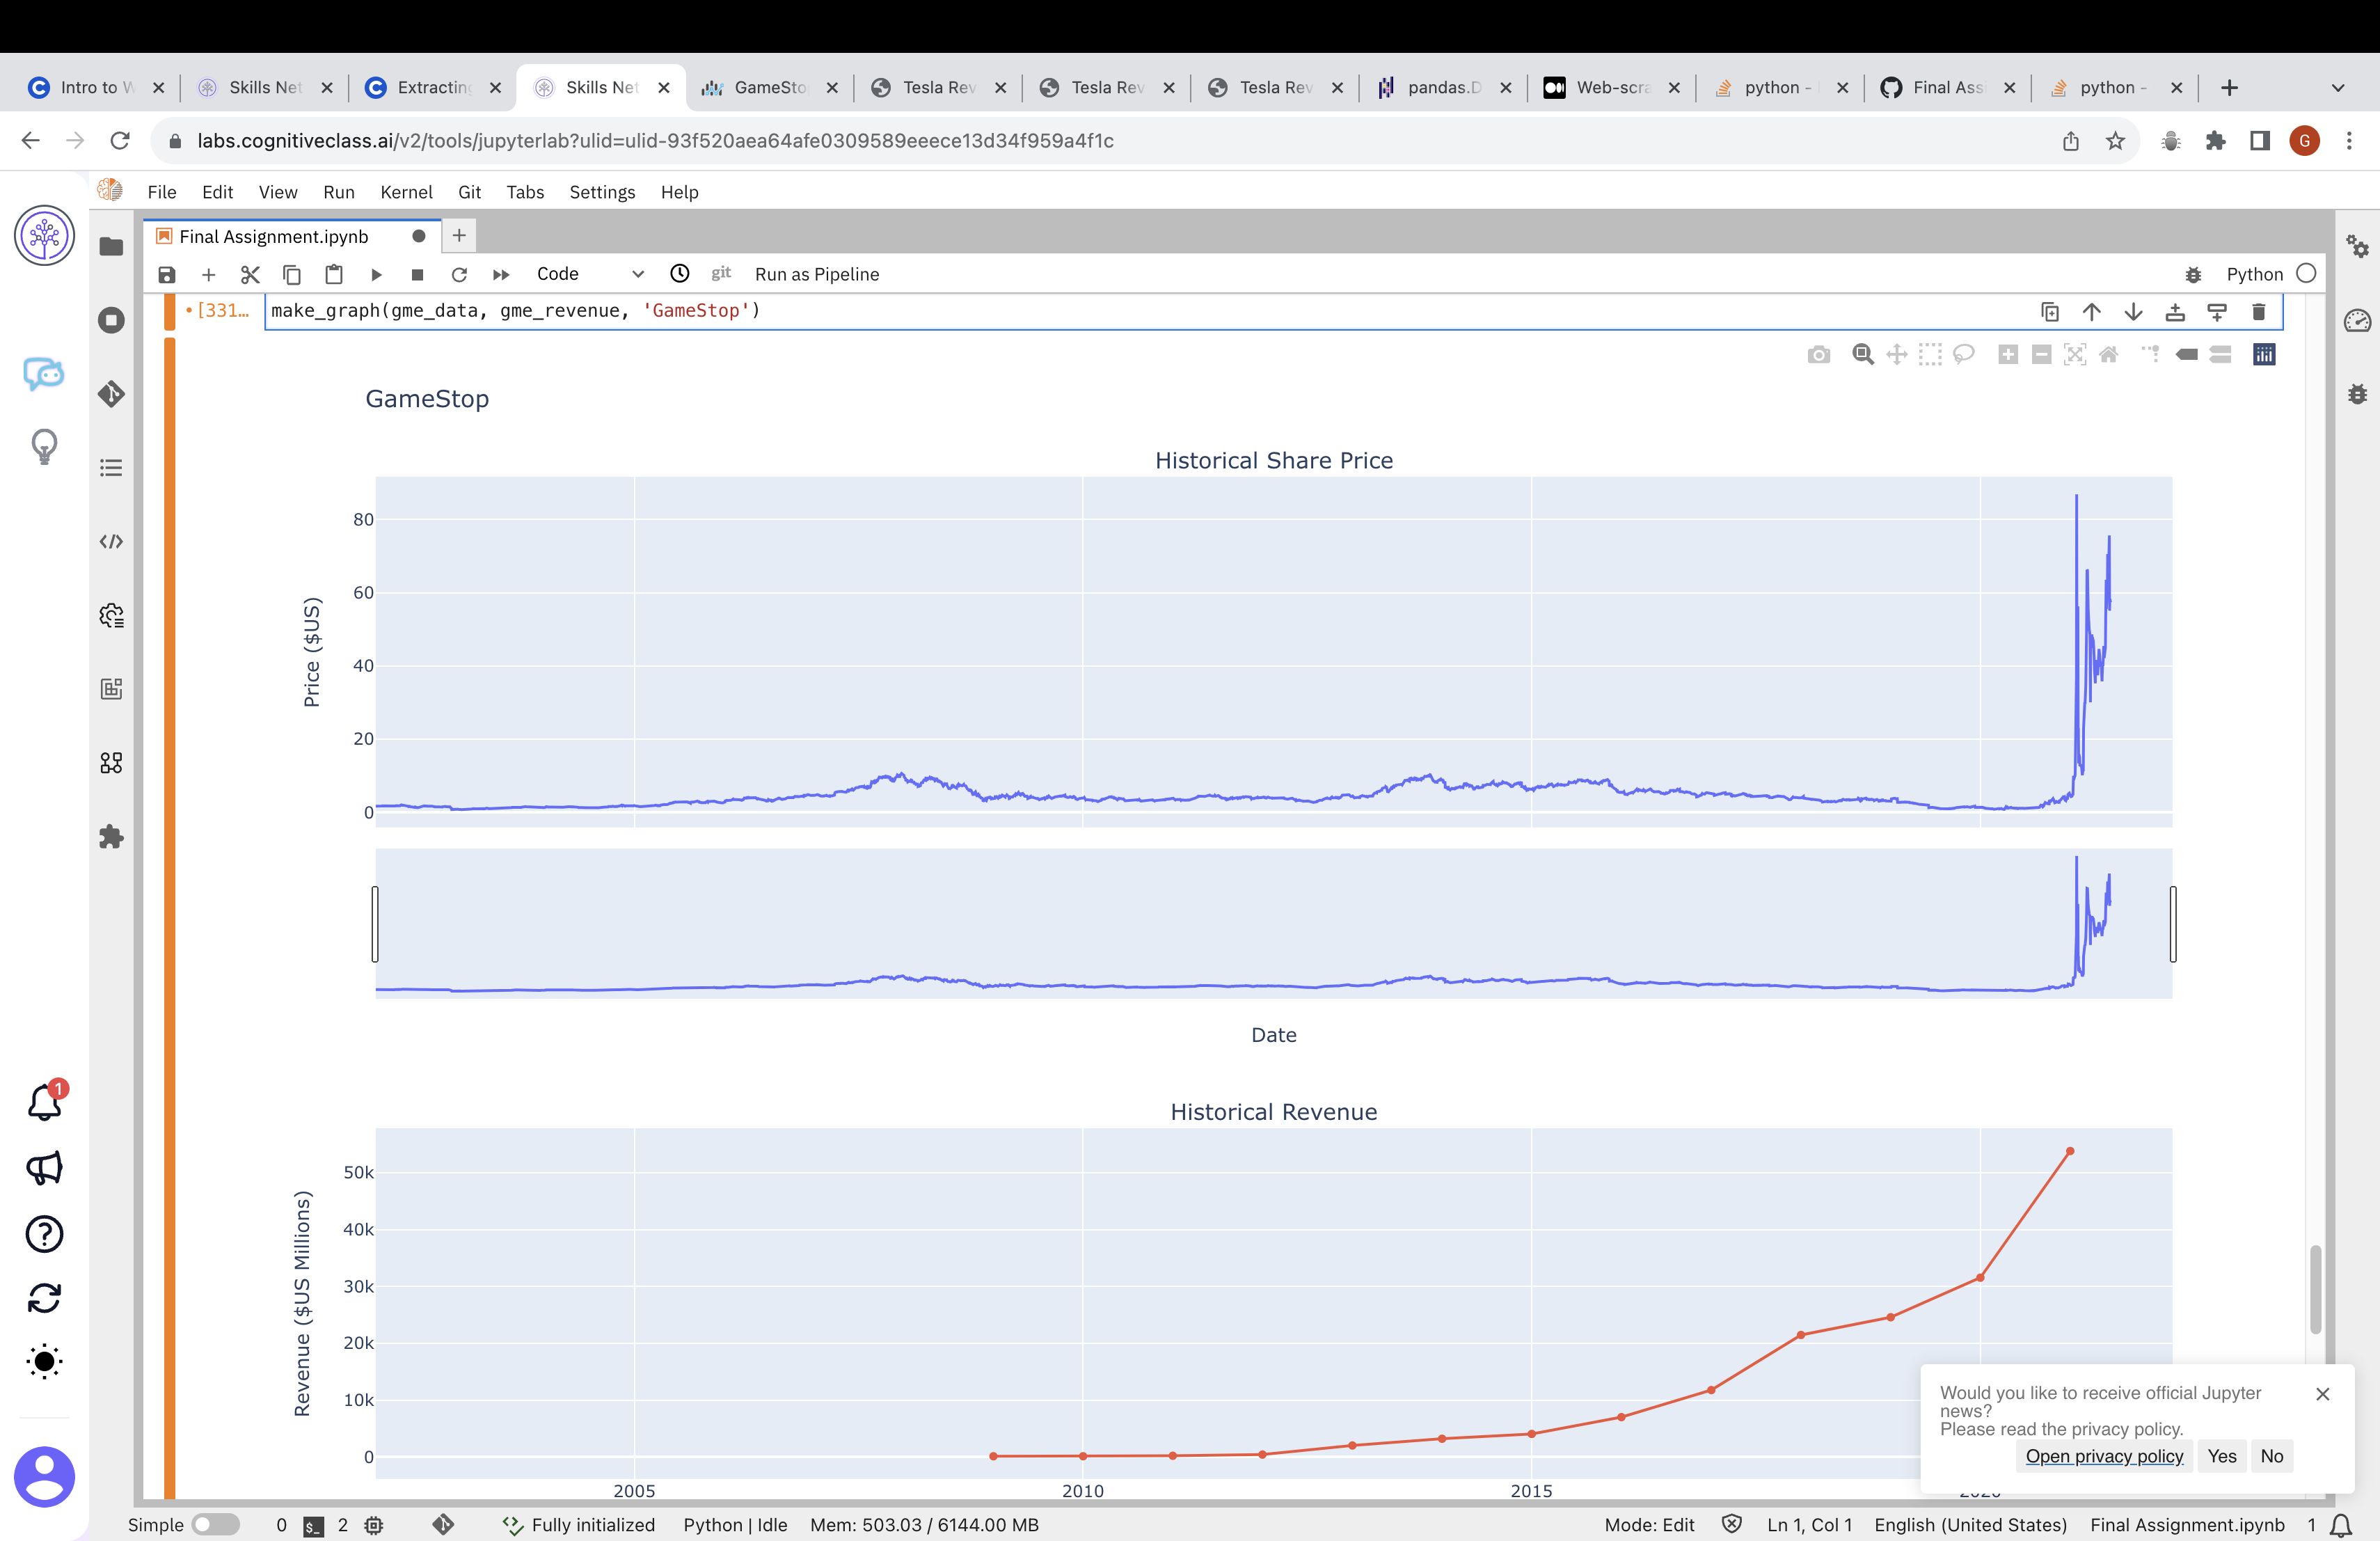 Intro to W
Skills Net
Extracting
Skills Net
GameSto
Tesla Rev
Tesla Rev
Tesla Rev
pandas.D
Web-scra
python -
Final Ass
python -
labs.cognitiveclass.ai/v2/tools/jupyterlab?ulid=ulid-93f520aea64afe0309589eeece13d34f959a4f1c
G
File Edit View Run Kernel Git Tabs Settings Help
Final Assignment.ipynb
Code
git
Run as Pipeline
Python
[331... make_graph(gme_data, gme_revenue, 'GameStop')
GameStop
Historical Share Price
80
60
40
20
0
Price ($US)
Date
Historical Revenue
50k
40k
30k
20k
10k
0
Revenue ($US Millions)
2005 2010 2015 2020
1
Would you like to receive official Jupyter
news?
Please read the privacy policy.
Open privacy policy Yes No
Simple 0 $_ 2 Fully initialized Python | Idle Mem: 503.03 / 6144.00 MB Mode: Edit Ln 1, Col 1 English (United States) Final Assignment.ipynb 1